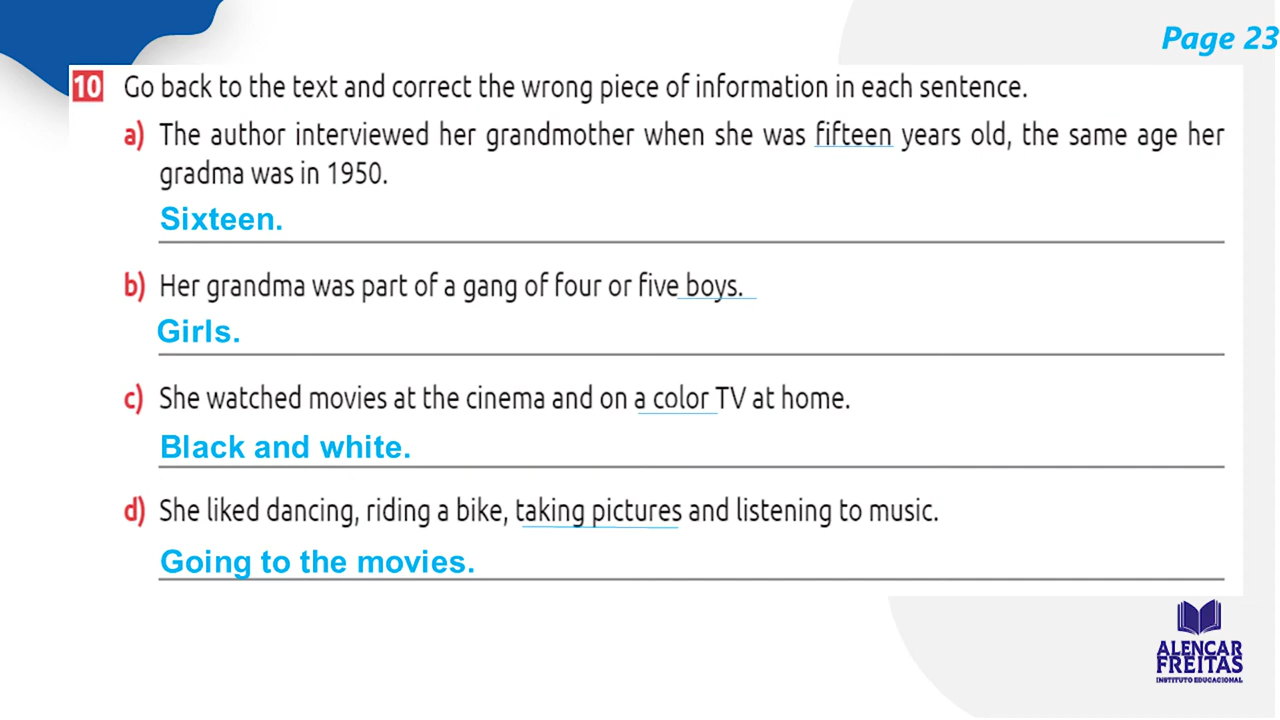 Page 23
10 Go back to the text and correct the wrong piece of information in each sentence.
a) The author interviewed her grandmother when she was fifteen years old, the same age her
gradma was in 1950.
Sixteen.
b) Her grandma was part of a gang of four or five boys.
Girls.
c) She watched movies at the cinema and on a color TV at home.
Black and white.
d) She liked dancing, riding a bike, taking pictures and listening to music.
Going to the movies.
ALENCAR
FREITAS
INSTITUTO EDUCACIONAL